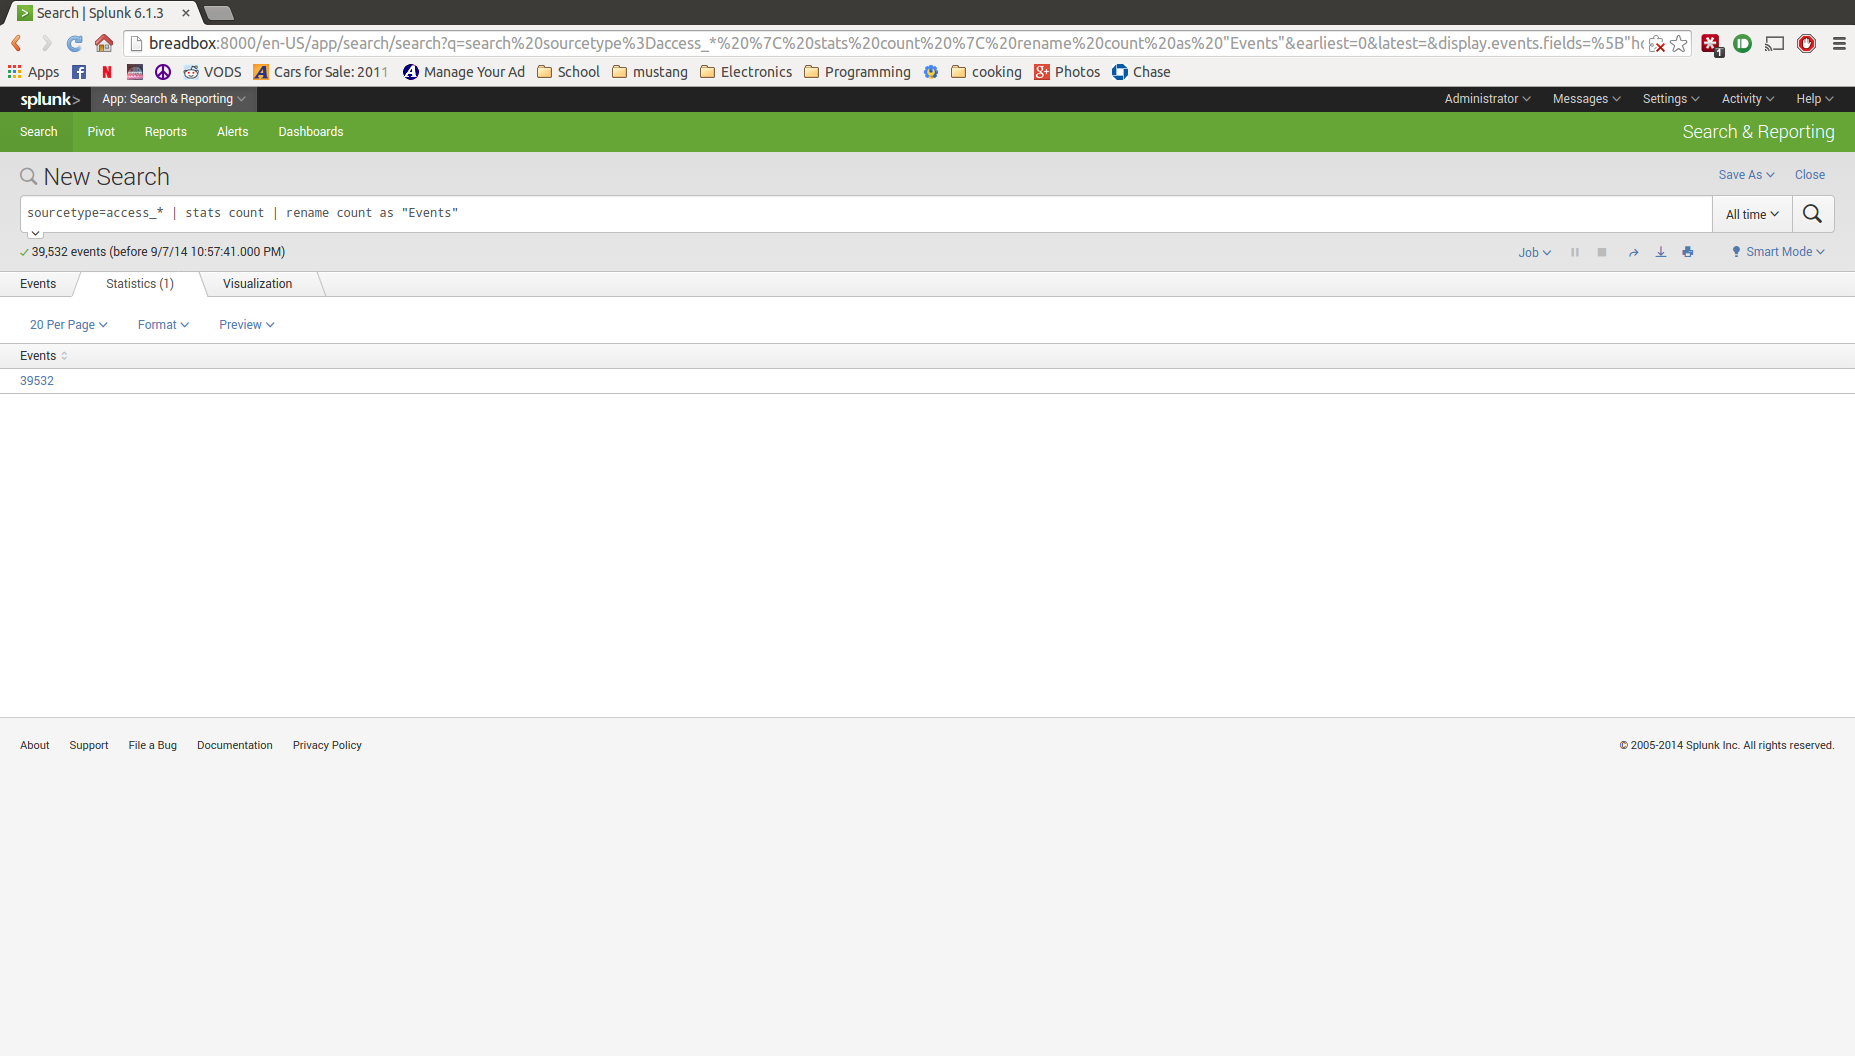 Search | Splunk 6.1.3
breadbox:8000/en-US/app/search/search?q=search%20sourcetype%3Daccess_*%20%7C%20stats%20count%20%7C%20rename%20count%20as%20"Events"&earliest=0&latest=&display.events.fields=%5B"ho
Apps VODS Cars for Sale: 2011 Manage Your Ad School mustang Electronics Programming cooking Photos Chase
splunk> App: Search & Reporting Administrator Messages Settings Activity Help
Search Pivot Reports Alerts Dashboards Search & Reporting
New Search Save As Close
sourcetype=access_* | stats count | rename count as "Events" All time
39,532 events (before 9/7/14 10:57:41.000 PM) Job Smart Mode
Events Statistics (1) Visualization
20 Per Page Format Preview
Events
39532
About Support File a Bug Documentation Privacy Policy © 2005-2014 Splunk Inc. All rights reserved.